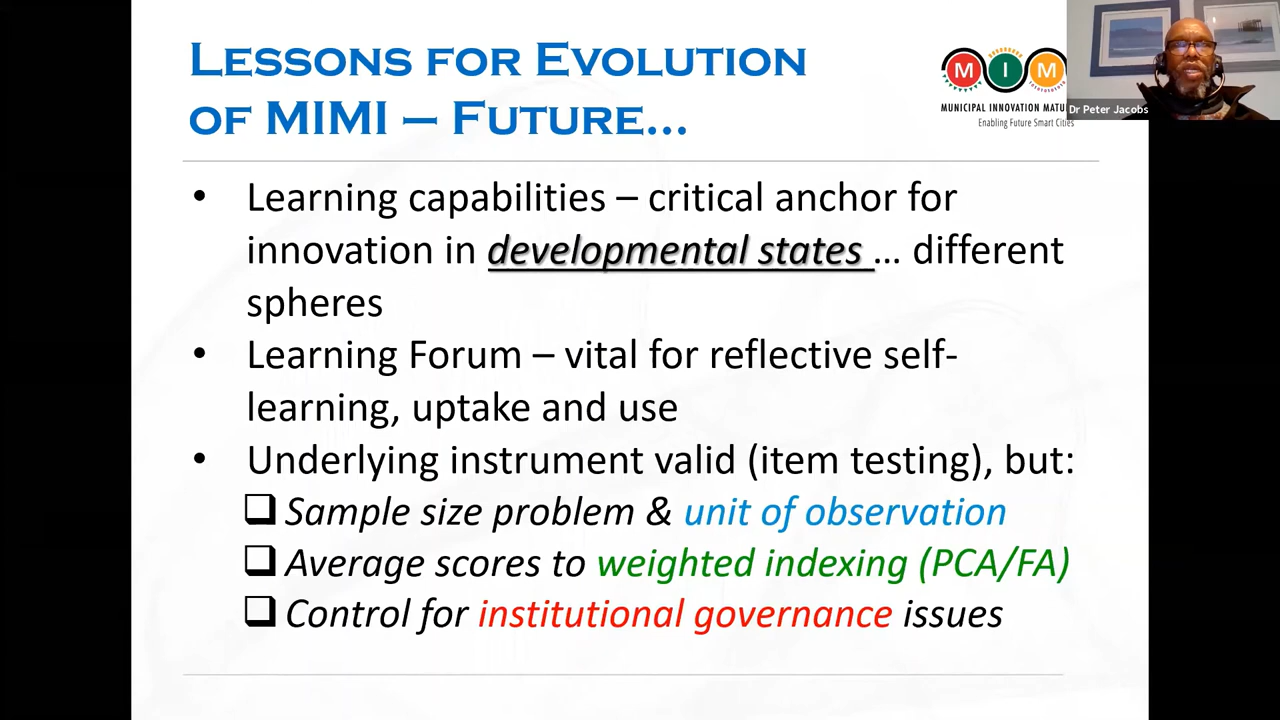 LESSONS FOR EVOLUTION
OF MIMI – FUTURE...
M I M
MUNICIPAL INNOVATION
Enabling Future Smart Cities
Dr Peter Jacobs
• Learning capabilities – critical anchor for
innovation in developmental states ... different
spheres
• Learning Forum – vital for reflective self-
learning, uptake and use
• Underlying instrument valid (item testing), but:
❑ Sample size problem & unit of observation
❑ Average scores to weighted indexing (PCA/FA)
❑ Control for institutional governance issues